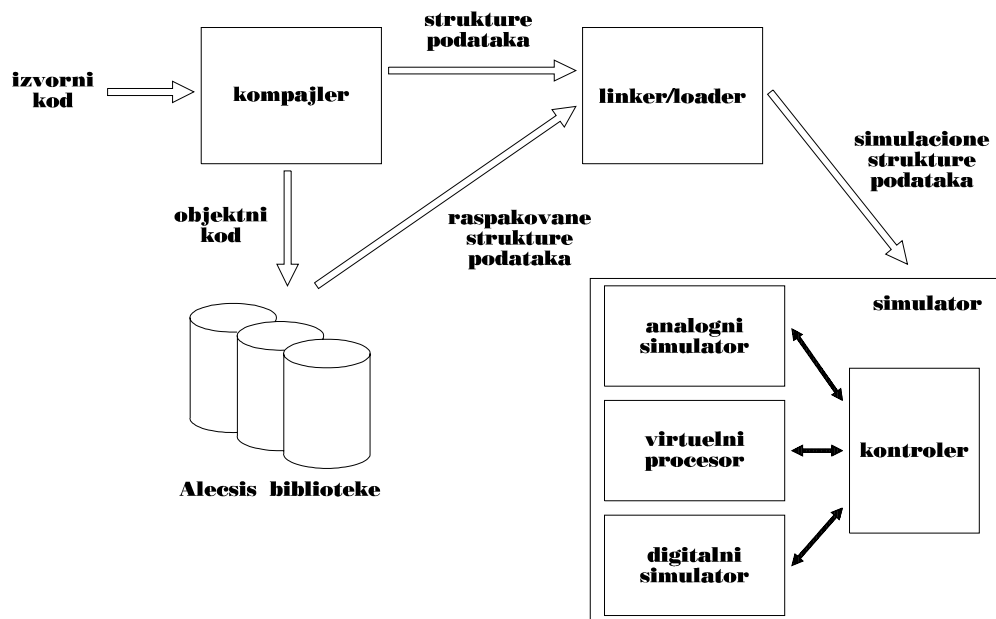 strukture
podataka
izvorni
kod
kompajler
linker/loader
simulacione
strukture
podataka
objektni
kod
raspakovane
strukture
podataka
Alecsis biblioteke
simulator
analogni
simulator
virtuelni
procesor
kontroler
digitalni
simulator